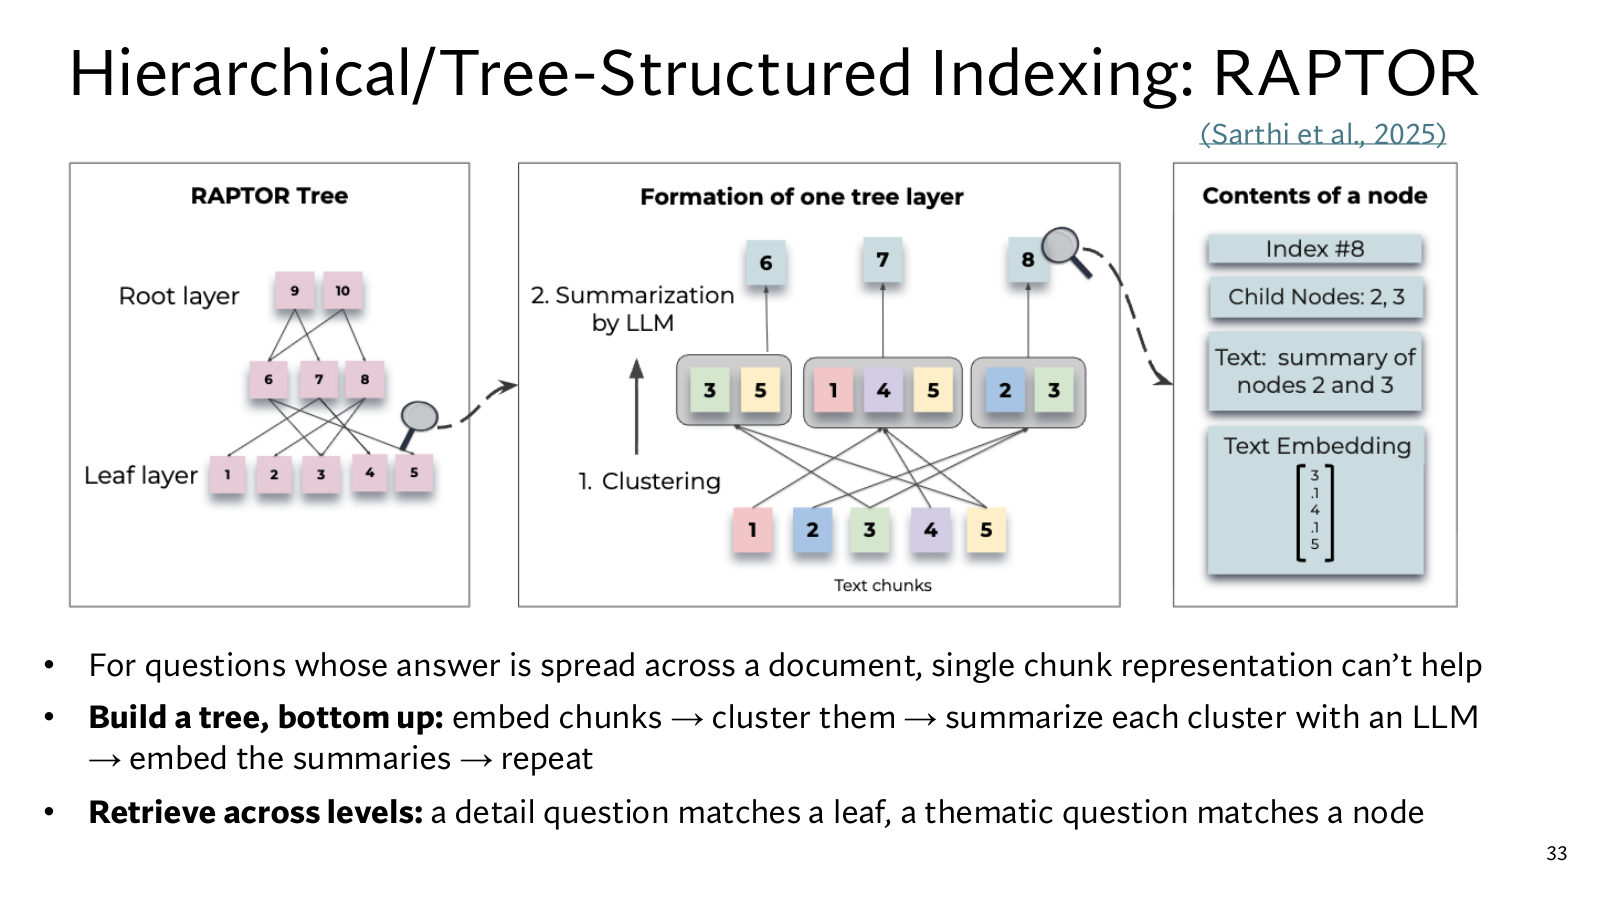 Hierarchical/Tree-Structured Indexing: RAPTOR
(Sarthi et al., 2025)
RAPTOR Tree
Root layer
9 10
6 7 8
Leaf layer
1 2 3 4 5
Formation of one tree layer
6 7 8
2. Summarization
by LLM
3 5 1 4 5 2 3
1. Clustering
1 2 3 4 5
Text chunks
Contents of a node
Index #8
Child Nodes: 2, 3
Text: summary of
nodes 2 and 3
Text Embedding
3
.1
4
.1
5
• For questions whose answer is spread across a document, single chunk representation can’t help
• Build a tree, bottom up: embed chunks → cluster them → summarize each cluster with an LLM
→ embed the summaries → repeat
• Retrieve across levels: a detail question matches a leaf, a thematic question matches a node
33